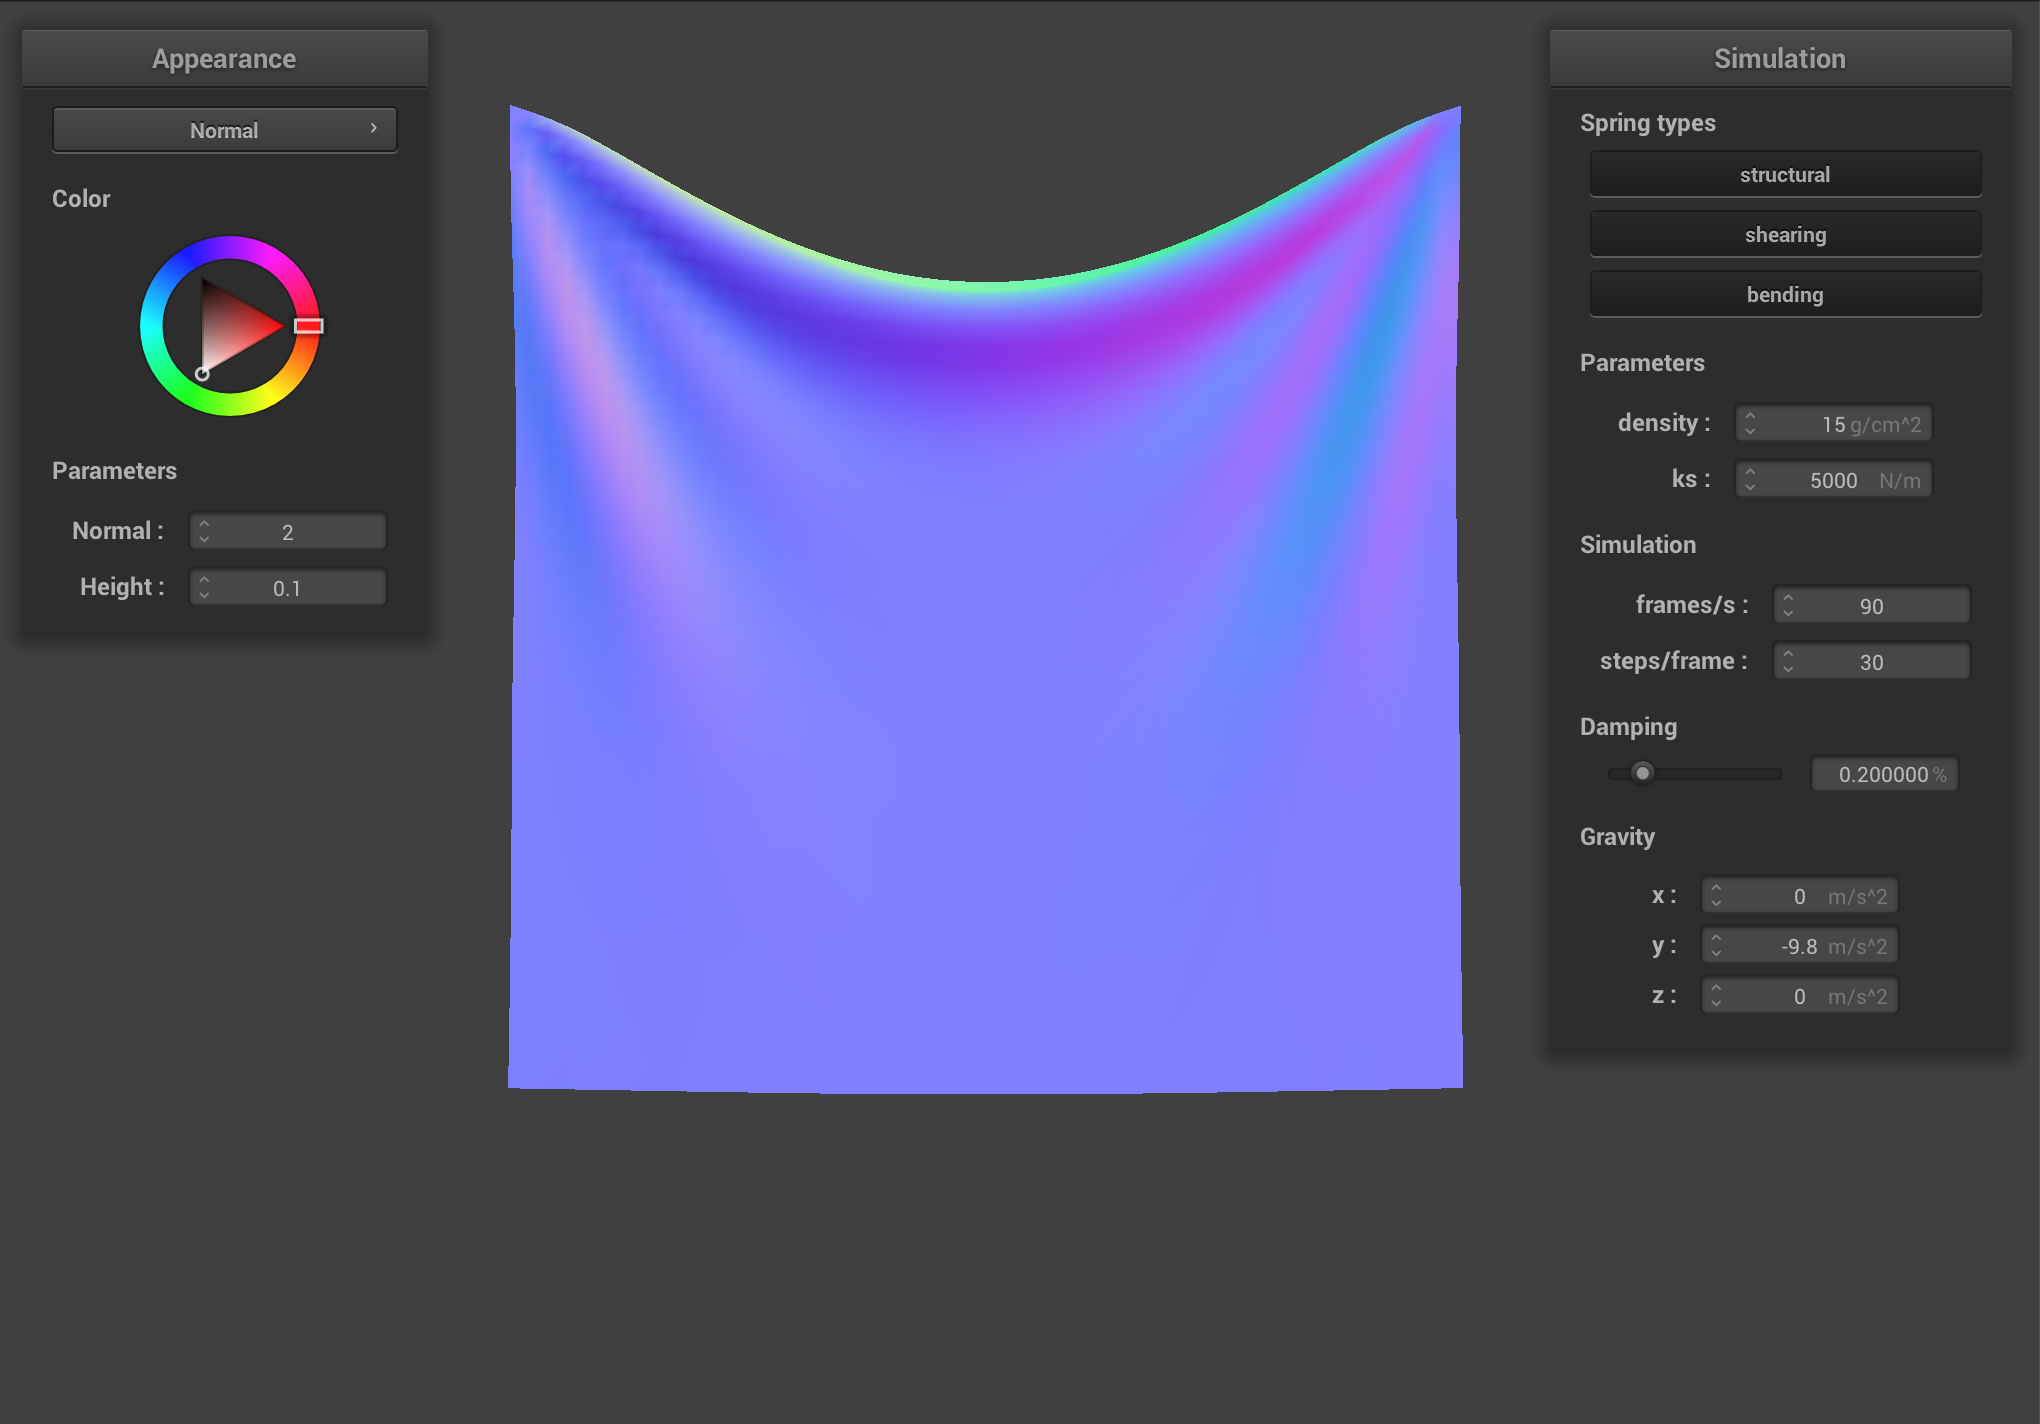 Appearance
Normal
Color
Parameters
Normal : 2
Height : 0.1
Simulation
Spring types
structural
shearing
bending
Parameters
density : 15 g/cm^2
ks : 5000 N/m
Simulation
frames/s : 90
steps/frame : 30
Damping
0.200000 %
Gravity
x : 0 m/s^2
y : -9.8 m/s^2
z : 0 m/s^2